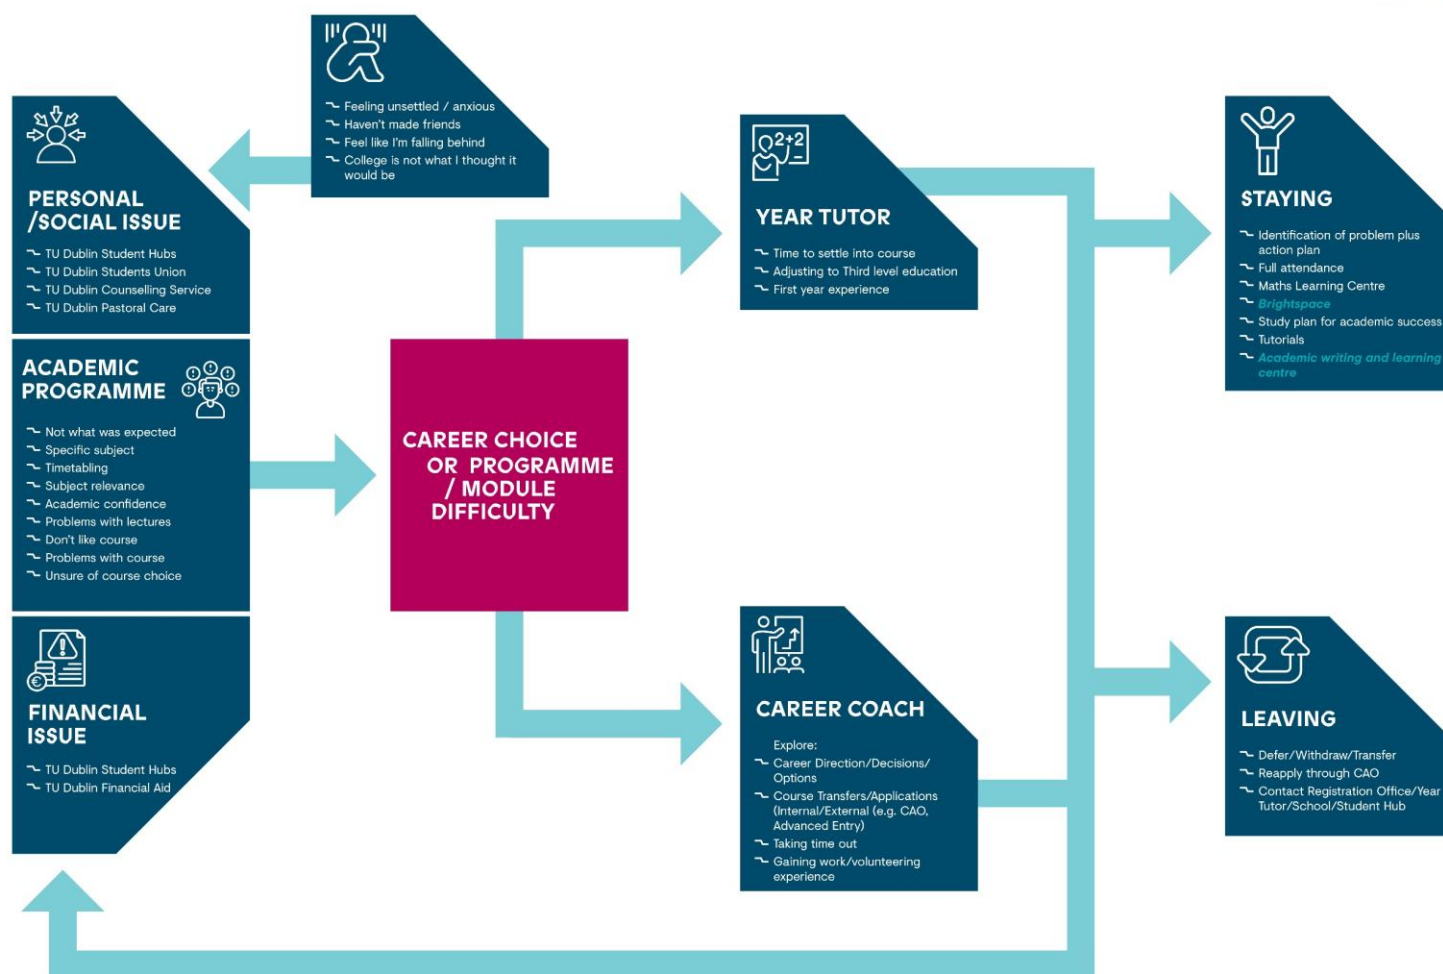 Feeling unsettled / anxious
Haven't made friends
Feel like I'm falling behind
College is not what I thought it
would be
PERSONAL
/SOCIAL ISSUE
TU Dublin Student Hubs
TU Dublin Students Union
TU Dublin Counselling Service
TU Dublin Pastoral Care
ACADEMIC
PROGRAMME
Not what was expected
Specific subject
Timetabling
Subject relevance
Academic confidence
Problems with lectures
Don't like course
Problems with course
Unsure of course choice
FINANCIAL
ISSUE
TU Dublin Student Hubs
TU Dublin Financial Aid
CAREER CHOICE
OR PROGRAMME
/ MODULE
DIFFICULTY
2+2
YEAR TUTOR
Time to settle into course
Adjusting to Third level education
First year experience
CAREER COACH
Explore:
Career Direction/Decisions/
Options
Course Transfers/Applications
(Internal/External (e.g. CAO,
Advanced Entry)
Taking time out
Gaining work/volunteering
experience
STAYING
Identification of problem plus
action plan
Full attendance
Maths Learning Centre
Brightspace
Study plan for academic success
Tutorials
Academic writing and learning
centre
LEAVING
Defer/Withdraw/Transfer
Reapply through CAO
Contact Registration Office/Year
Tutor/School/Student Hub